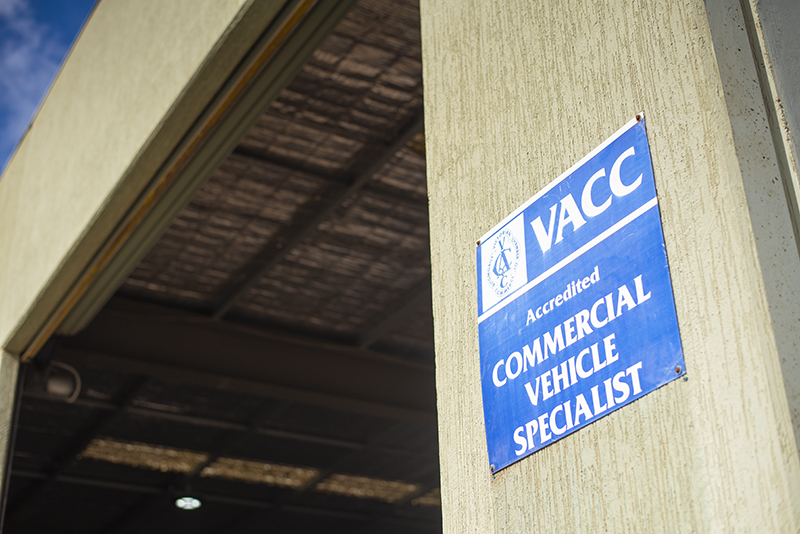 VACC
Accredited
COMMERCIAL
VEHICLE
SPECIALIST